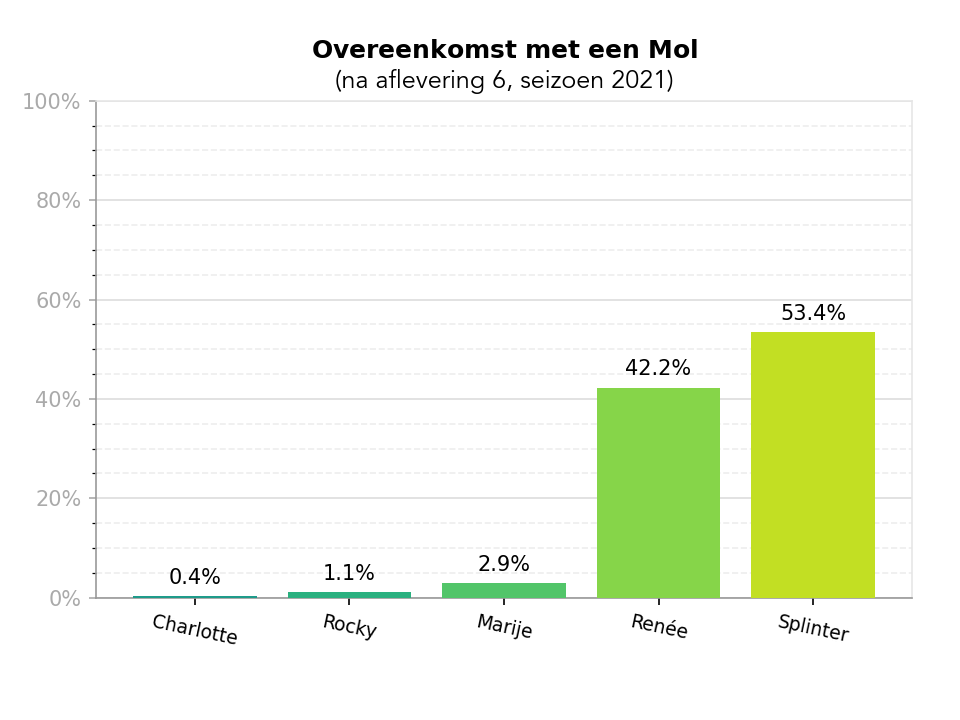 Overeenkomst met een Mol
(na aflevering 6, seizoen 2021)
100%
80%
60%
40%
20%
0%
0.4%
1.1%
2.9%
42.2%
53.4%
Charlotte
Rocky
Marije
Renée
Splinter